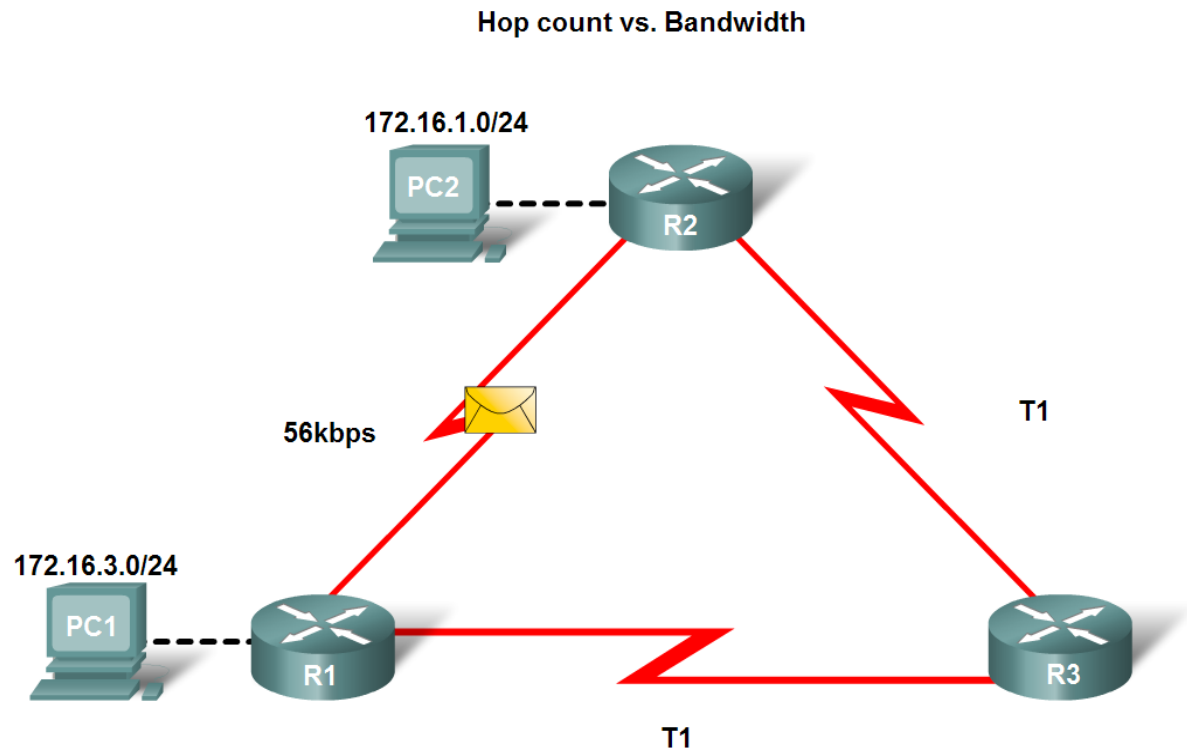 Hop count vs. Bandwidth
172.16.1.0/24
PC2
R2
56kbps
T1
172.16.3.0/24
PC1
R1
R3
T1